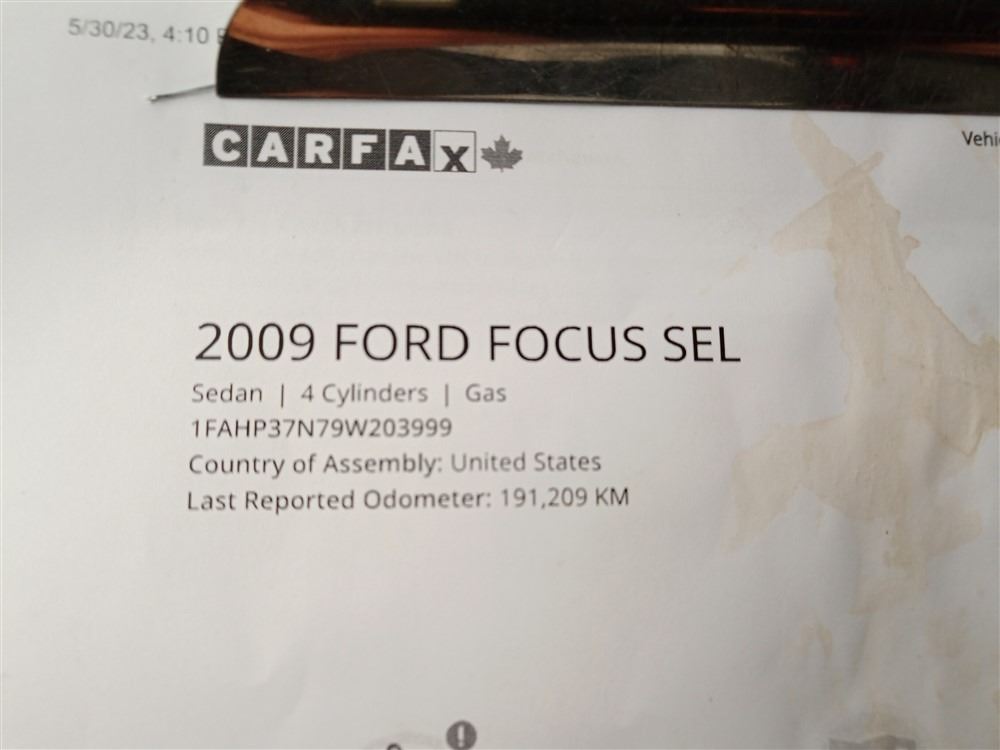 5/30/23, 4:10
CARFAX
2009 FORD FOCUS SEL
Sedan | 4 Cylinders | Gas
1FAHP37N79W203999
Country of Assembly: United States
Last Reported Odometer: 191,209 KM